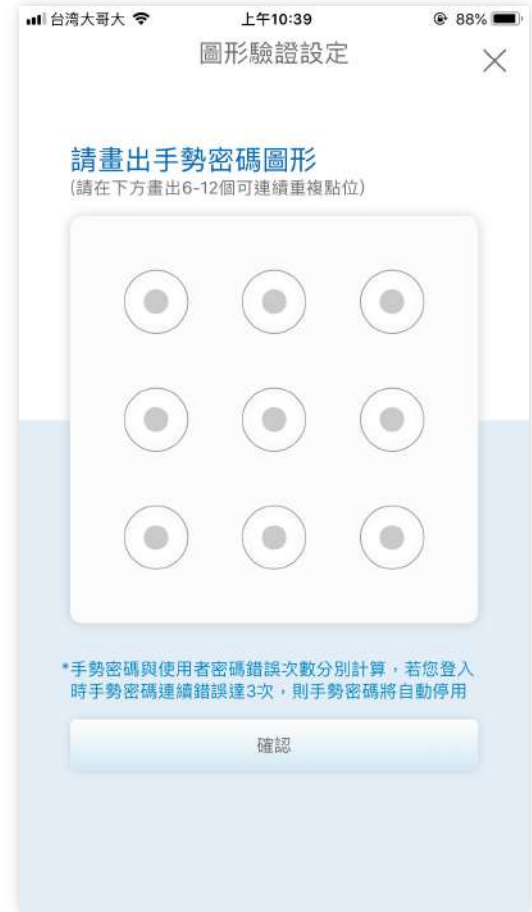 台湾大哥大 上午10:39 88%
圖形驗證設定
請畫出手勢密碼圖形
(請在下方畫出6-12個可連續重複點位)
*手勢密碼與使用者密碼錯誤次數分別計算，若您登入
時手勢密碼連續錯誤達3次，則手勢密碼將自動停用
確認